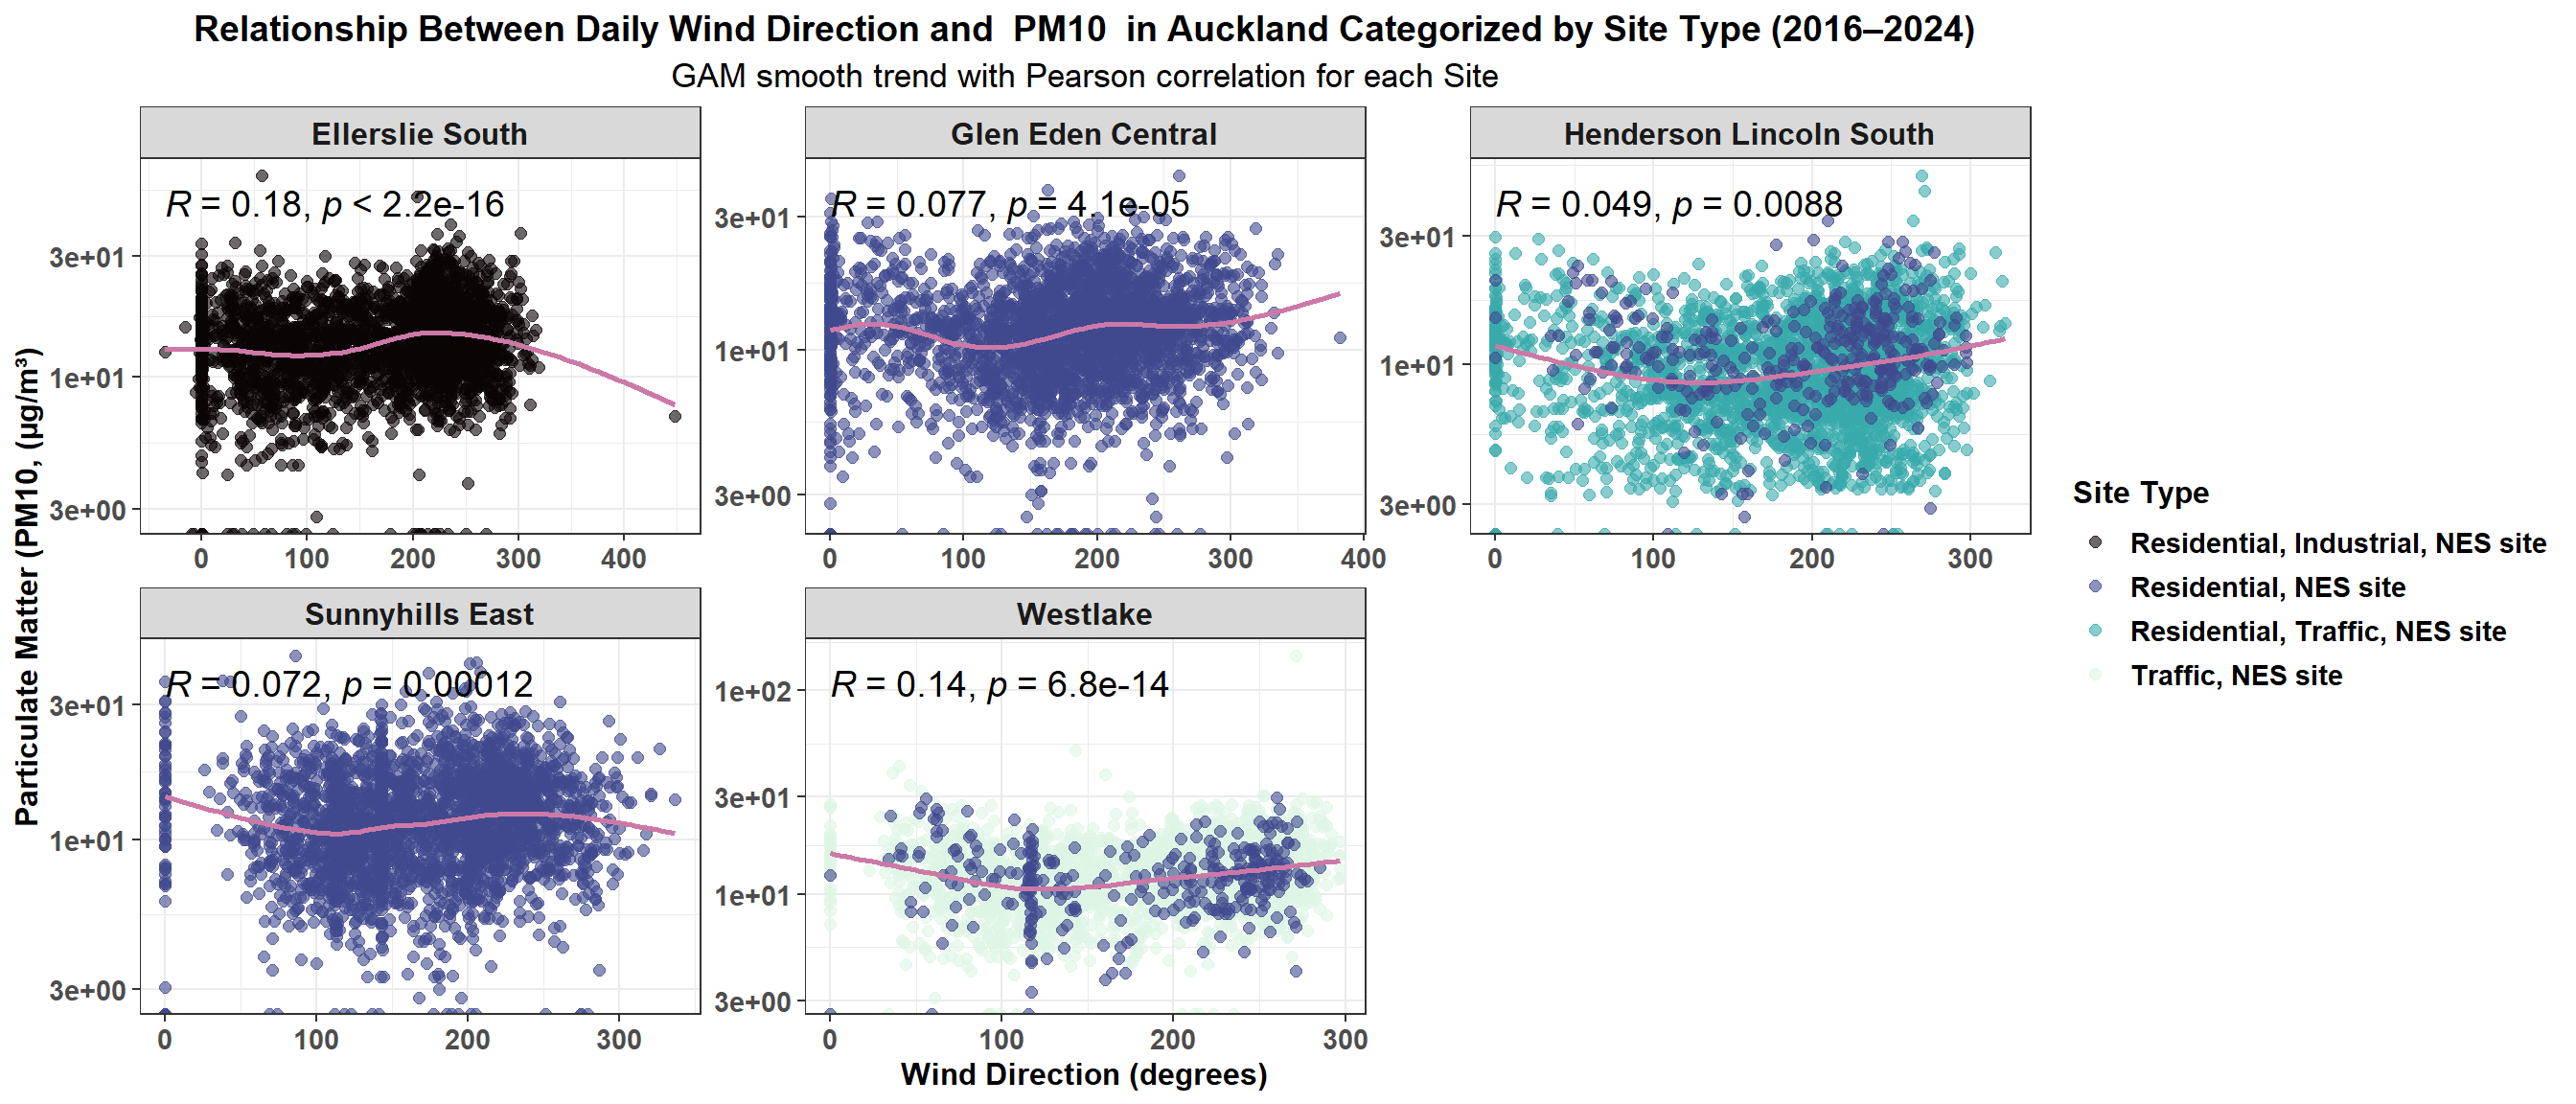 Relationship Between Daily Wind Direction and  PM10  in Auckland Categorized by Site Type (2016–2024)
GAM smooth trend with Pearson correlation for each Site
Particulate Matter (PM10, (µg/m³)
Ellerslie South
R = 0.18, p < 2.2e-16
3e+01
1e+01
3e+00
0 100 200 300 400
Glen Eden Central
R = 0.077, p = 4.1e-05
3e+01
1e+01
3e+00
0 100 200 300 400
Henderson Lincoln South
R = 0.049, p = 0.0088
3e+01
1e+01
3e+00
0 100 200 300
Sunnyhills East
R = 0.072, p = 0.00012
3e+01
1e+01
3e+00
0 100 200 300
Westlake
R = 0.14, p = 6.8e-14
1e+02
3e+01
1e+01
3e+00
0 100 200 300
Wind Direction (degrees)
Site Type
Residential, Industrial, NES site
Residential, NES site
Residential, Traffic, NES site
Traffic, NES site